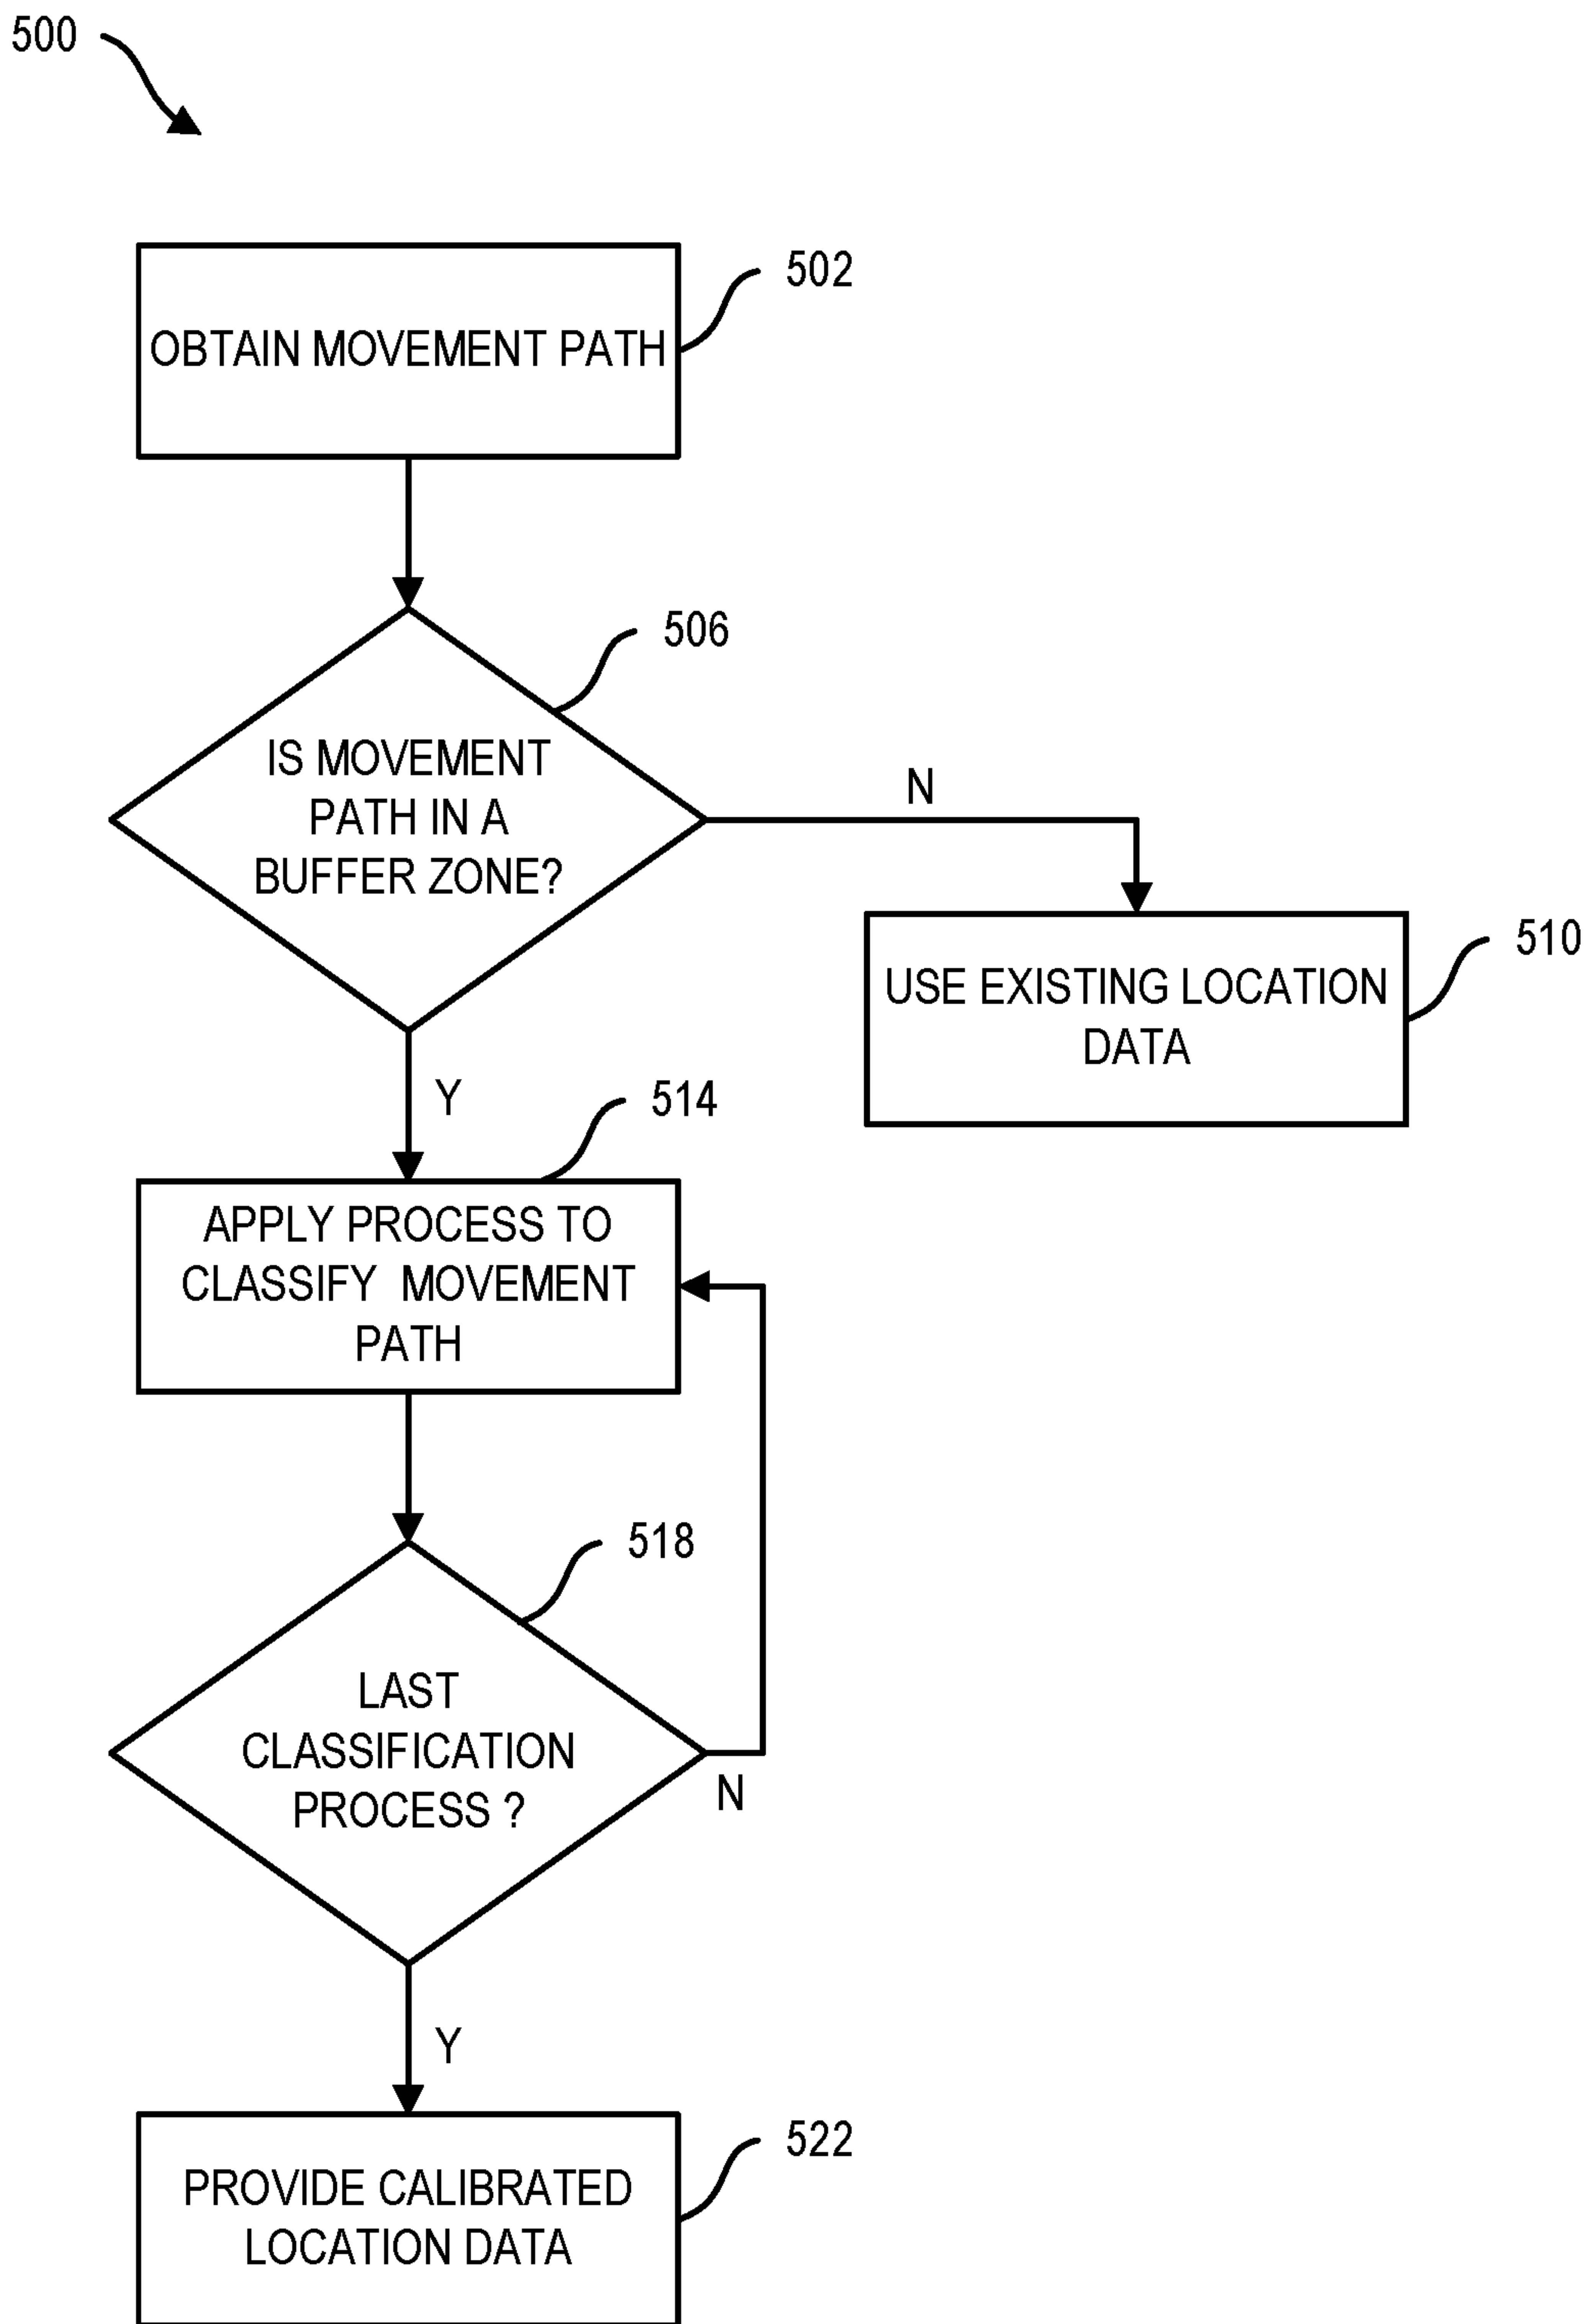 500
502
OBTAIN MOVEMENT PATH
506
IS MOVEMENT
PATH IN A
BUFFER ZONE?
N
510
USE EXISTING LOCATION
DATA
Y
514
APPLY PROCESS TO
CLASSIFY MOVEMENT
PATH
518
LAST
CLASSIFICATION
PROCESS ?
N
Y
522
PROVIDE CALIBRATED
LOCATION DATA